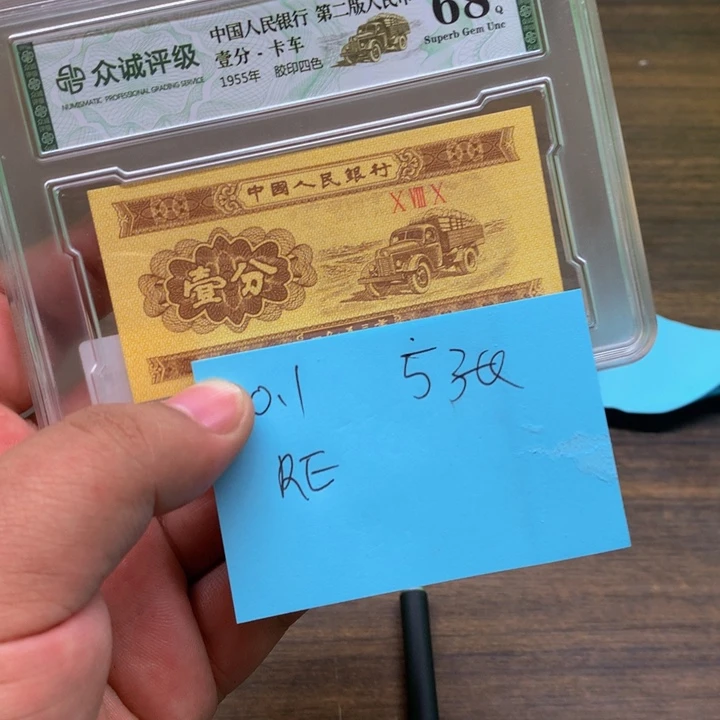 中国人民银行 第二版人民币
68 Q
Superb Gem Unc
众诚评级
NUMISMATIC PROFESSIONAL GRADING SERVICE
壹分-卡车
1955年 胶印四色
中國人民銀行
X VIII X
壹分
0.1
RE